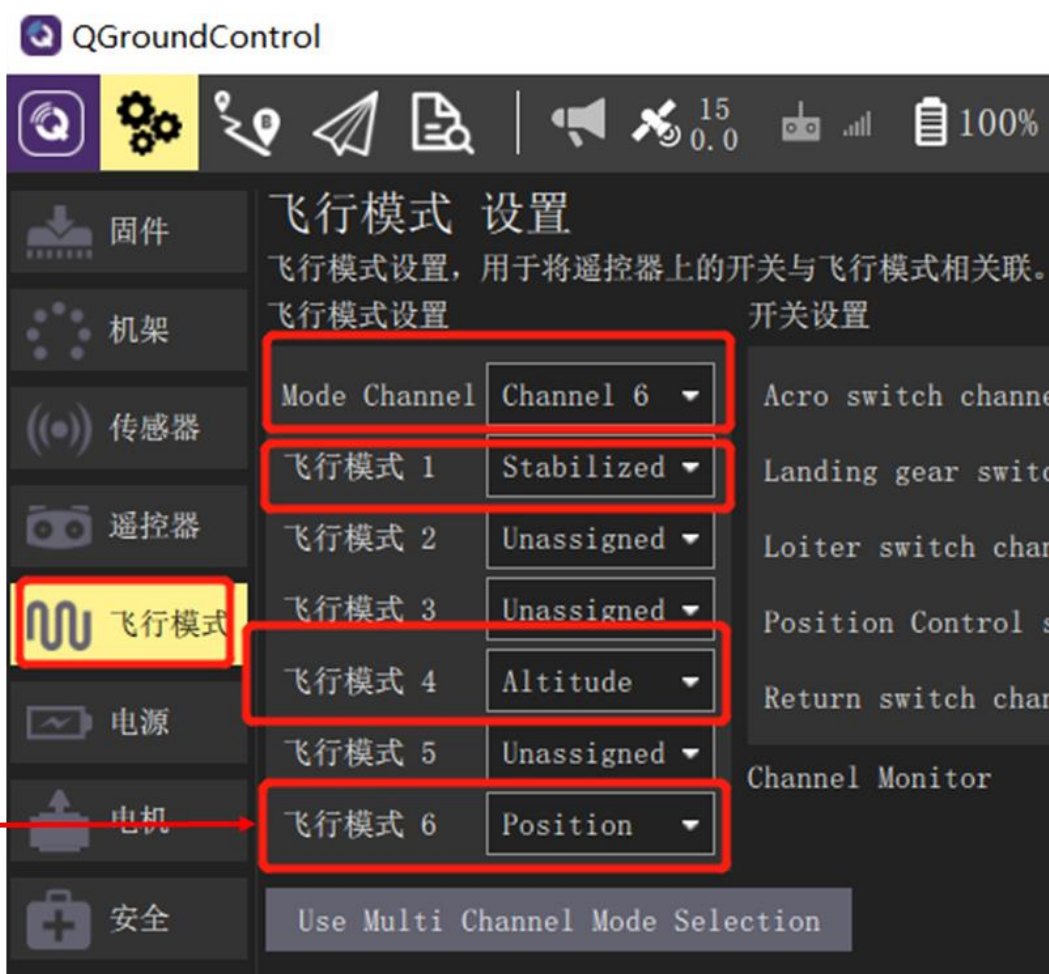 QGroundControl
15
0.0
100%
固件
机架
传感器
遥控器
飞行模式
电源
电机
安全
飞行模式 设置
飞行模式设置，用于将遥控器上的开关与飞行模式相关联。
飞行模式设置
Mode Channel Channel 6
飞行模式 1 Stabilized
飞行模式 2 Unassigned
飞行模式 3 Unassigned
飞行模式 4 Altitude
飞行模式 5 Unassigned
飞行模式 6 Position
Use Multi Channel Mode Selection
开关设置
Acro switch channe
Landing gear switc
Loiter switch chan
Position Control s
Return switch chan
Channel Monitor